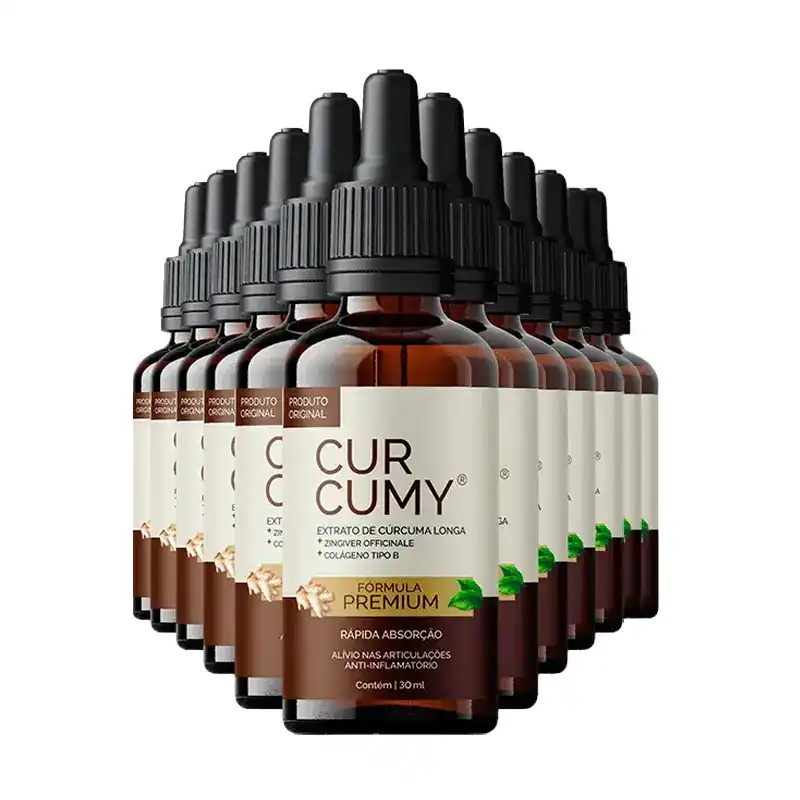 PRODUTO
ORIGINAL
CUR
CUMY®
EXTRATO DE CÚRCUMA LONGA
+ ZINGIVER OFFICINALE
+ COLÁGENO TIPO B
FÓRMULA
PREMIUM
RÁPIDA ABSORÇÃO
ALÍVIO NAS ARTICULAÇÕES
ANTI-INFLAMATÓRIO
Contém | 30 ml